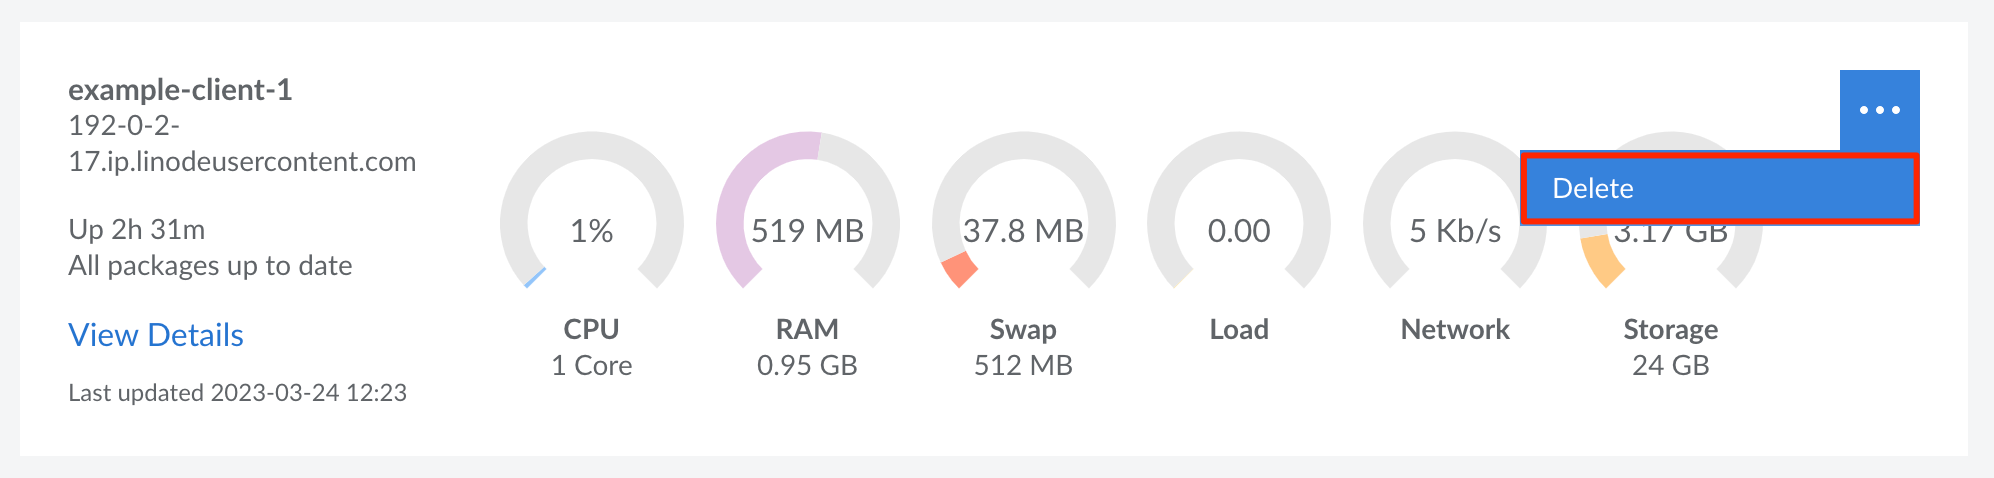 example-client-1
192-0-2-
17.ip.linodeusercontent.com
Up 2h 31m
All packages up to date
View Details
Last updated 2023-03-24 12:23
1%
CPU
1 Core
519 MB
RAM
0.95 GB
37.8 MB
Swap
512 MB
0.00
Load
5 Kb/s
Network
3.17 GB
Storage
24 GB
Delete